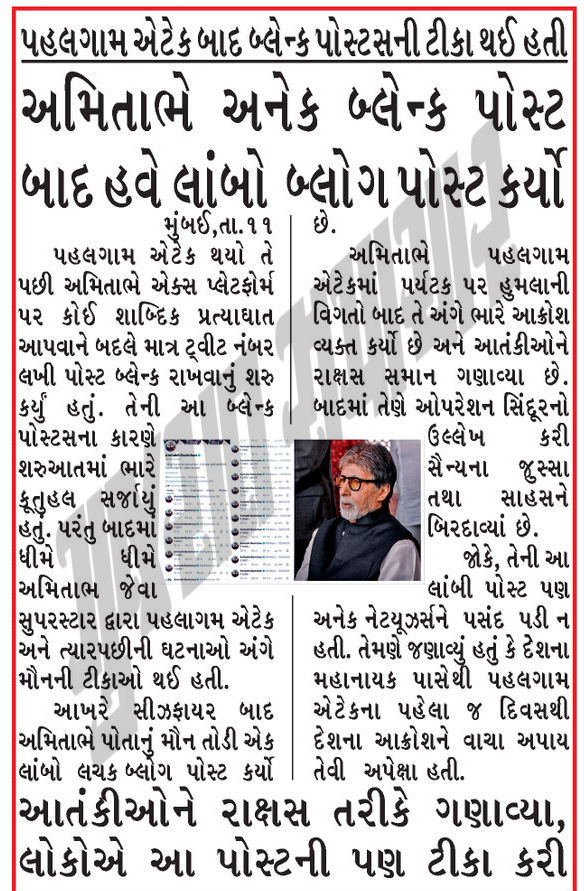 પહલગામ એટેક બાદ બ્લેન્ક પોસ્ટસની ટીકા થઈ હતી
અમિતાભે અનેક બ્લેન્ક પોસ્ટ
બાદ હવે લાંબો બ્લોગ પોસ્ટ કર્યો
મુંબઈ,તા.૧૧
પહલગામ એટેક થયો તે
પછી અમિતાભે એક્સ પ્લેટફોર્મ
પર કોઈ શાબ્દિક પ્રત્યાઘાત
આપવાને બદલે માત્ર ટ્વીટ નંબર
લખી પોસ્ટ બ્લેન્ક રાખવાનું શરુ
કર્યું હતું. તેની આ બ્લેન્ક
પોસ્ટસના કારણે
શરુઆતમાં ભારે
કૂતુહલ સર્જાયું
હતું. પરંતુ બાદમાં
ધીમે ધીમે
અમિતાભ જેવા
સુપરસ્ટાર દ્વારા પહલાગમ એટેક
અને ત્યારપછીની ઘટનાઓ અંગે
મૌનની ટીકાઓ થઈ હતી.
આખરે સીઝફાયર બાદ
અમિતાભે પોતાનું મૌન તોડી એક
લાંબો લચક બ્લોગ પોસ્ટ કર્યો
છે.
અમિતાભે પહલગામ
એટેકમાં પર્યટક પર હુમલાની
વિગતો બાદ તે અંગે ભારે આક્રોશ
વ્યક્ત કર્યો છે અને આતંકીઓને
રાક્ષસ સમાન ગણાવ્યા છે.
બાદમાં તેણે ઓપરેશન સિંદૂરનો
ઉલ્લેખ કરી
સૈન્યના જુસ્સા
તથા સાહસને
બિરદાવ્યાં છે.
જોકે, તેની આ
લાંબી પોસ્ટ પણ
અનેક નેટયૂઝર્સને પસંદ પડી ન
હતી. તેમણે જણાવ્યું હતું કે દેશના
મહાનાયક પાસેથી પહલગામ
એટેકના પહેલા જ દિવસથી
દેશના આક્રોશને વાચા અપાય
તેવી અપેક્ષા હતી.
આતંકીઓને રાક્ષસ તરીકે ગણાવ્યા,
લોકોએ આ પોસ્ટની પણ ટીકા કરી